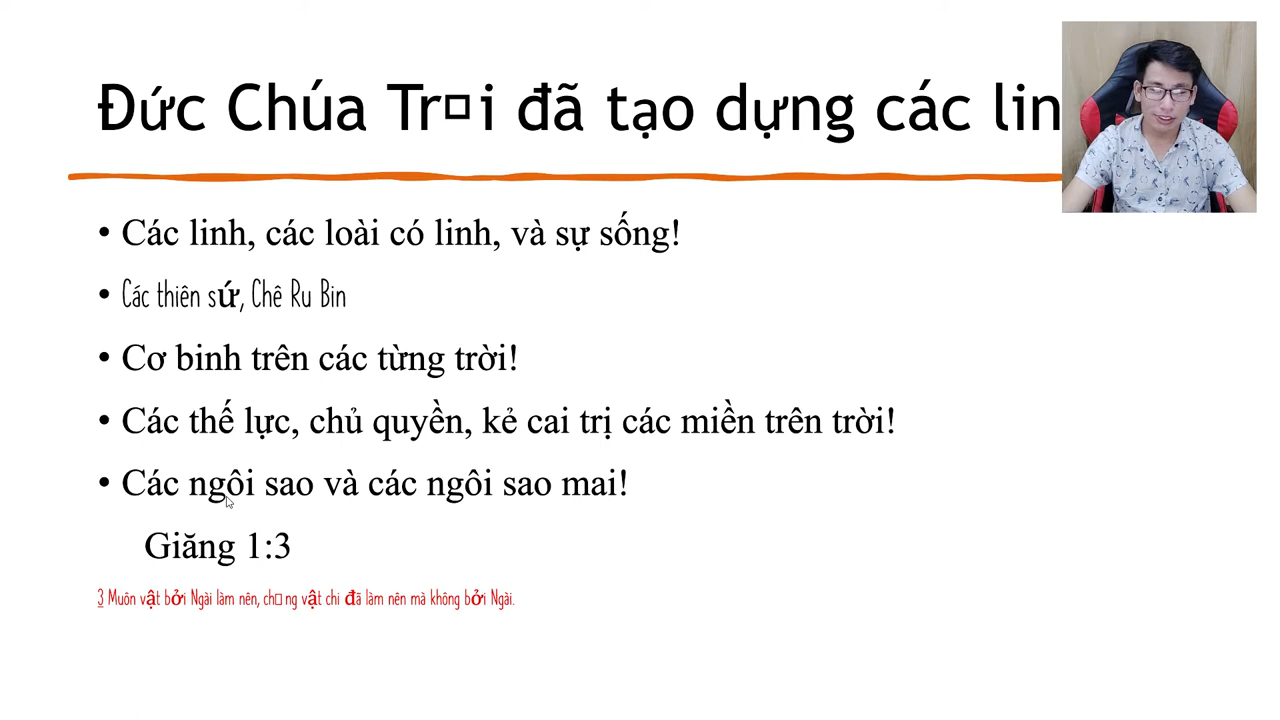 Đức Chúa Tr□i đã tạo dựng các lin
• Các linh, các loài có linh, và sự sống!
• Các thiên sứ, Chê Ru Bin
• Cơ binh trên các từng trời!
• Các thế lực, chủ quyền, kẻ cai trị các miền trên trời!
• Các ngôi sao và các ngôi sao mai!
Giăng 1:3
3 Muôn vật bởi Ngài làm nên, ch□ng vật chi đã làm nên mà không bởi Ngài.